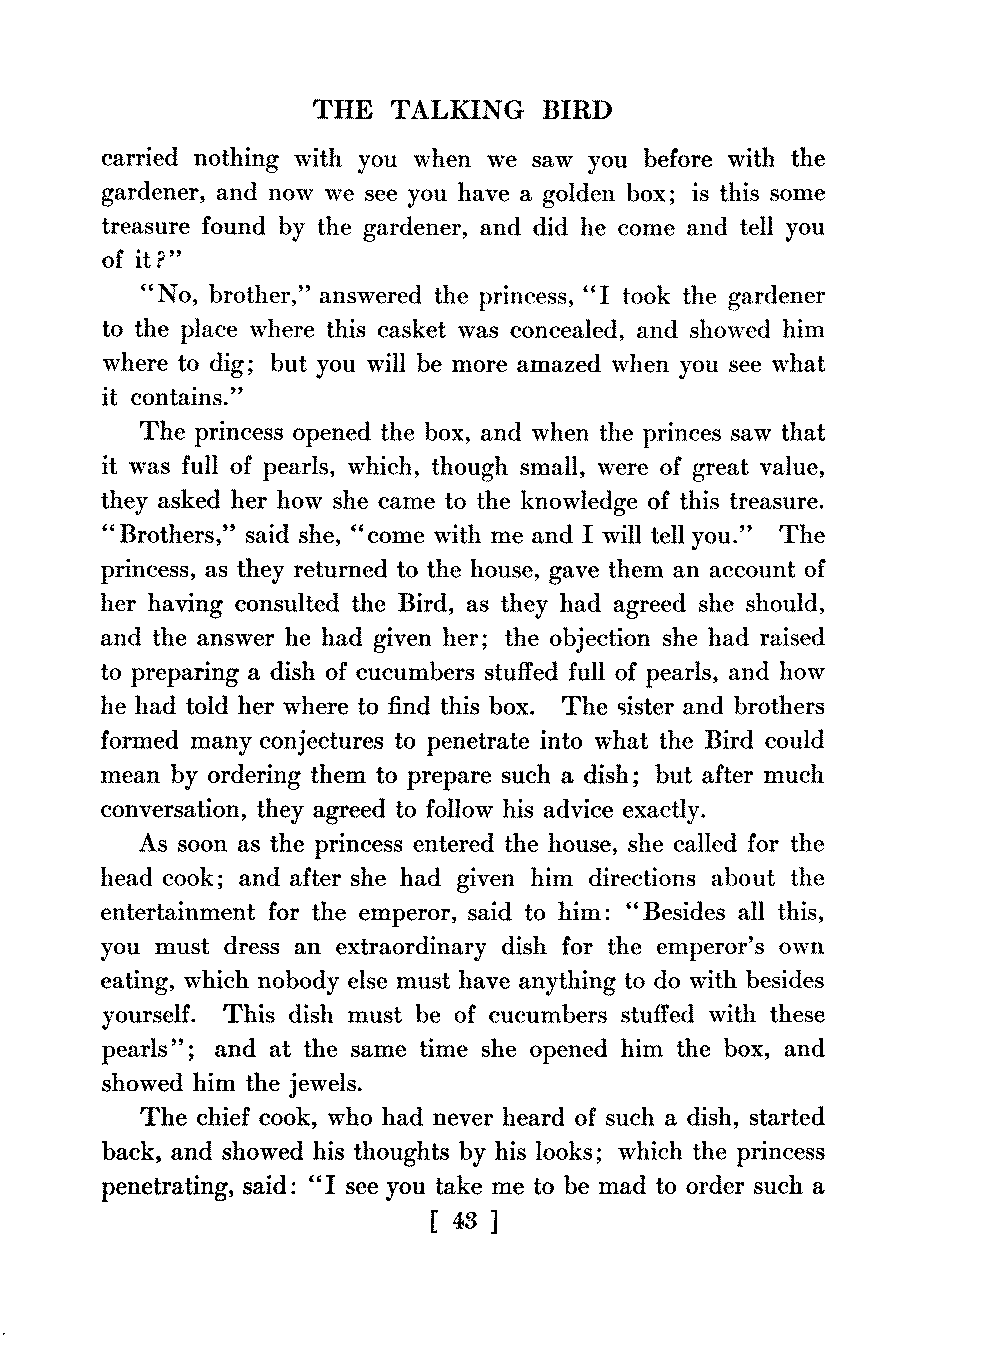 THE TALKING BIRD
carried nothing with you when we saw you before with the
gardener, and now we see you have a golden box; is this some
treasure found by the gardener, and did he come and tell you
of it?"
"No, brother," answered the princess, "I took the gardener
to the place where this casket was concealed, and showed him
where to dig; but you will be more amazed when you see what
it contains."
The princess opened the box, and when the princes saw that
it was full of pearls, which, though small, were of great value,
they asked her how she came to the knowledge of this treasure.
"Brothers," said she, "come with me and I will tell you." The
princess, as they returned to the house, gave them an account of
her having consulted the Bird, as they had agreed she should,
and the answer he had given her; the objection she had raised
to preparing a dish of cucumbers stuffed full of pearls, and how
he had told her where to find this box. The sister and brothers
formed many conjectures to penetrate into what the Bird could
mean by ordering them to prepare such a dish; but after much
conversation, they agreed to follow his advice exactly.
As soon as the princess entered the house, she called for the
head cook; and after she had given him directions about the
entertainment for the emperor, said to him: "Besides all this,
you must dress an extraordinary dish for the emperor's own
eating, which nobody else must have anything to do with besides
yourself. This dish must be of cucumbers stuffed with these
pearls"; and at the same time she opened him the box, and
showed him the jewels.
The chief cook, who had never heard of such a dish, started
back, and showed his thoughts by his looks; which the princess
penetrating, said: "I see you take me to be mad to order such a
[ 43 ]